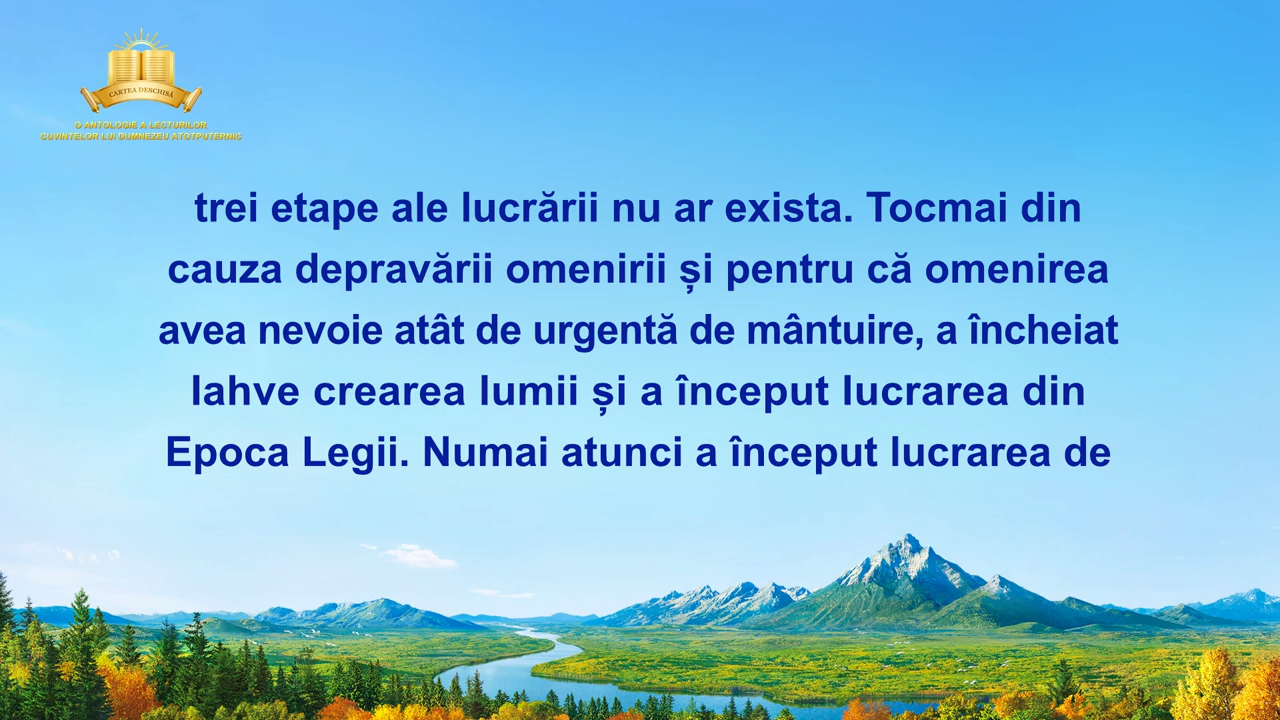 CARTEA DESCHISĂ
O ANTOLOGIE A LECTURILOR
CUVINTELOR LUI DUMNEZEU ATOTPUTERNIC
trei etape ale lucrării nu ar exista. Tocmai din
cauza depravării omenirii și pentru că omenirea
avea nevoie atât de urgentă de mântuire, a încheiat
Iahve crearea lumii și a început lucrarea din
Epoca Legii. Numai atunci a început lucrarea de